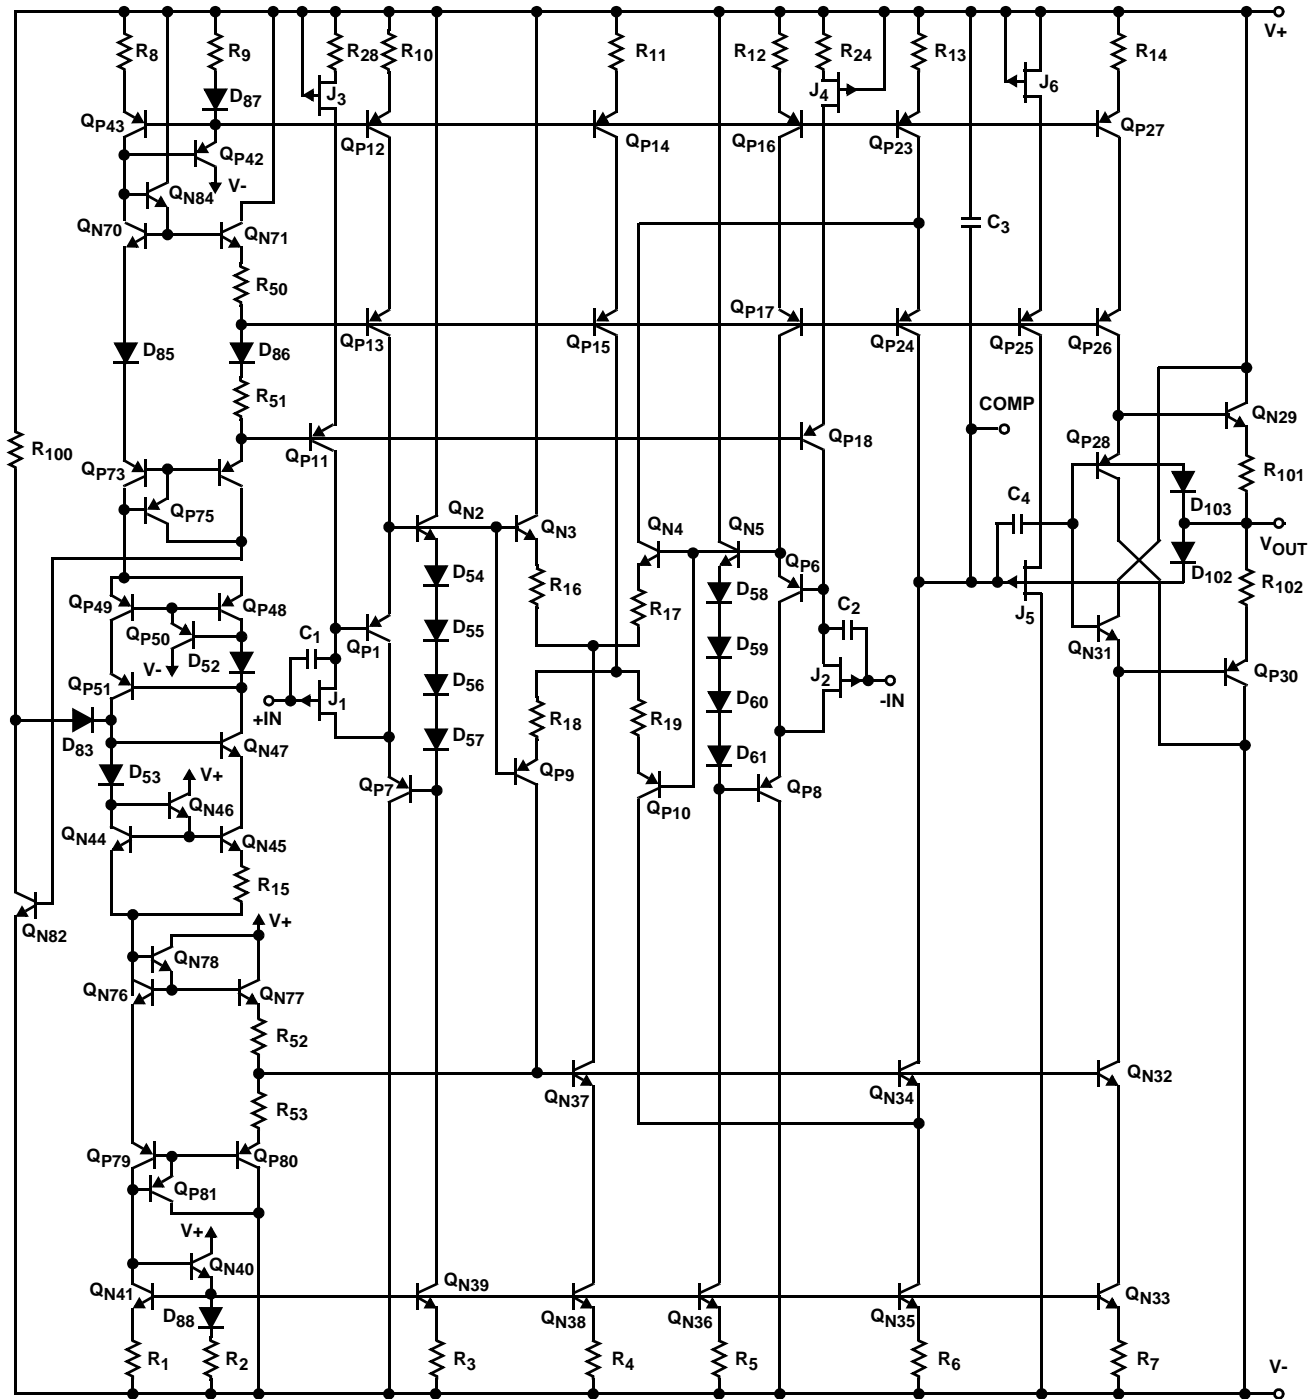 V+
R8
R9
R28
R10
R11
R12
R24
R13
J6
R14
D87
J3
J4
QP43
QP42
QP12
QP14
QP16
QP23
QP27
V-
QN84
QN70
QN71
C3
R50
QP17
QP13
QP15
QP24
QP25
QP26
D85
D86
R51
COMP
QN29
R100
QP11
QP18
QP28
R101
QP73
QP75
QN2
QN3
QN4
QN5
C4
D103
VOUT
QP6
D54
R16
D58
D102
R102
QP49
QP48
R17
C2
J5
QP50
D52
V-
C1
QP1
D55
D59
QN31
QP51
J1
D56
J2
QP30
+IN
R18
R19
D60
-IN
D83
QN47
D57
D61
D53
V+
QP7
QP9
QP10
QP8
QN46
QN44
QN45
R15
QN82
V+
QN78
QN76
QN77
R52
QN37
QN34
QN32
R53
QP79
QP80
QP81
V+
QN40
QN41
QN39
D88
QN38
QN36
QN35
QN33
R1
R2
R3
R4
R5
R6
R7
V-